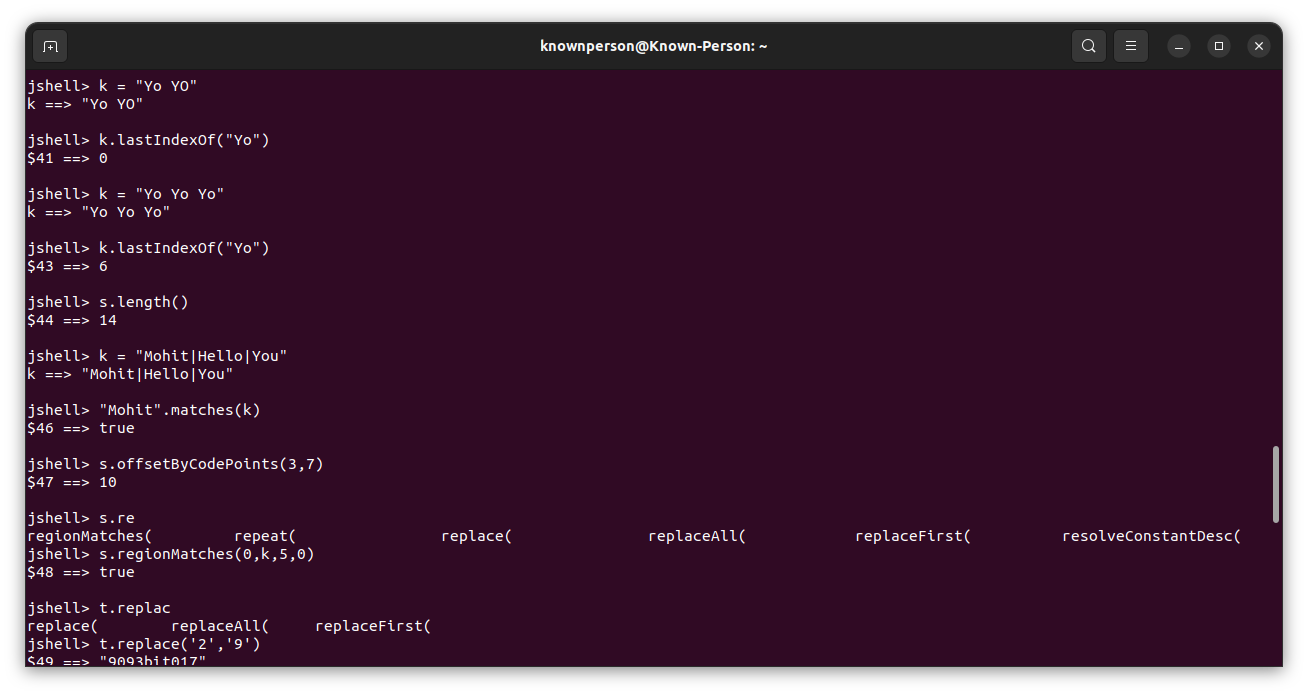 knownperson@Known-Person: ~
jshell> k = "Yo YO"
k ==> "Yo YO"
jshell> k.lastIndexOf("Yo")
$41 ==> 0
jshell> k = "Yo Yo Yo"
k ==> "Yo Yo Yo"
jshell> k.lastIndexOf("Yo")
$43 ==> 6
jshell> s.length()
$44 ==> 14
jshell> k = "Mohit|Hello|You"
k ==> "Mohit|Hello|You"
jshell> "Mohit".matches(k)
$46 ==> true
jshell> s.offsetByCodePoints(3,7)
$47 ==> 10
jshell> s.re
regionMatches( repeat( replace( replaceAll( replaceFirst( resolveConstantDesc(
jshell> s.regionMatches(0,k,5,0)
$48 ==> true
jshell> t.replac
replace( replaceAll( replaceFirst(
jshell> t.replace('2','9')
$49 ==> "9093bit017"